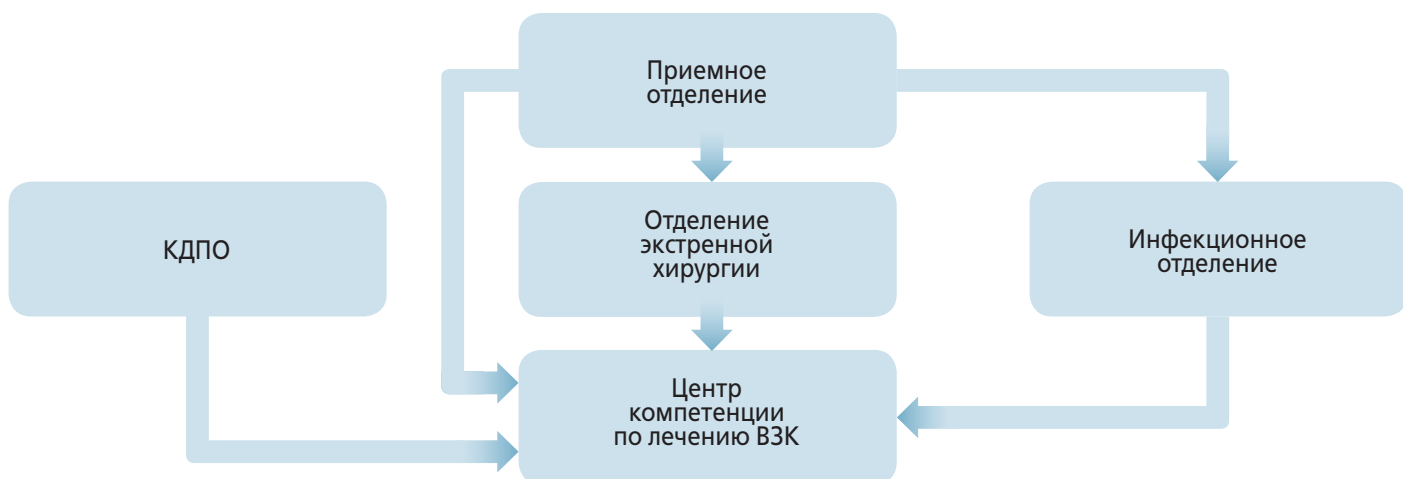 Приемное
отделение
КДПО
Отделение
экстренной
хирургии
Инфекционное
отделение
Центр
компетенции
по лечению ВЗК